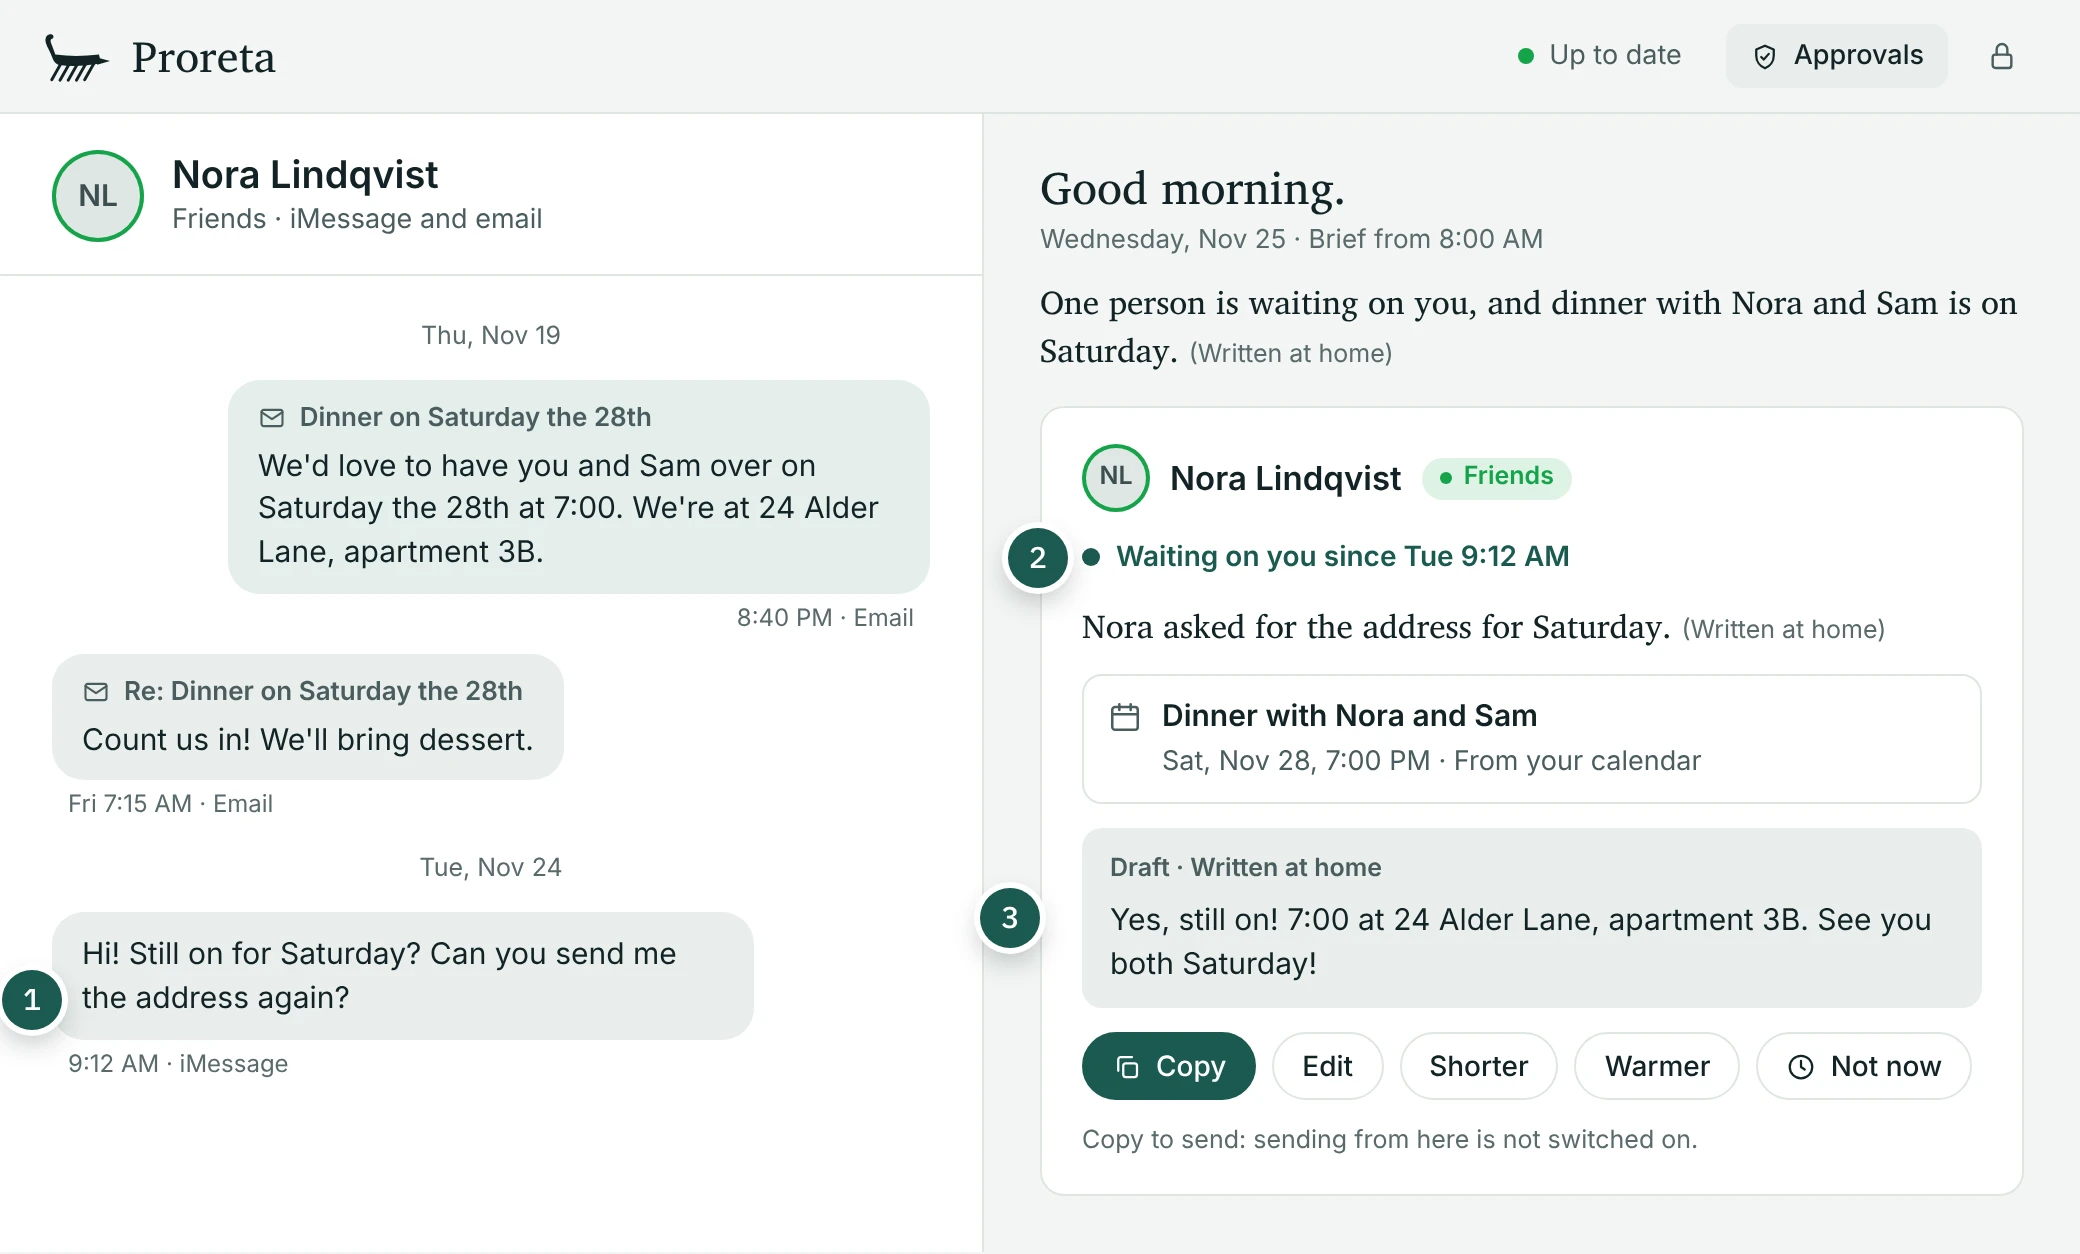 Proreta
Up to date
Approvals
NL
Nora Lindqvist
Friends · iMessage and email
Thu, Nov 19
Dinner on Saturday the 28th
We'd love to have you and Sam over on
Saturday the 28th at 7:00. We're at 24 Alder
Lane, apartment 3B.
8:40 PM · Email
Re: Dinner on Saturday the 28th
Count us in! We'll bring dessert.
Fri 7:15 AM · Email
Tue, Nov 24
Hi! Still on for Saturday? Can you send me
the address again?
1
9:12 AM · iMessage
Good morning.
Wednesday, Nov 25 · Brief from 8:00 AM
One person is waiting on you, and dinner with Nora and Sam is on
Saturday. (Written at home)
NL
Nora Lindqvist
Friends
2
Waiting on you since Tue 9:12 AM
Nora asked for the address for Saturday. (Written at home)
Dinner with Nora and Sam
Sat, Nov 28, 7:00 PM · From your calendar
Draft · Written at home
3
Yes, still on! 7:00 at 24 Alder Lane, apartment 3B. See you
both Saturday!
Copy
Edit
Shorter
Warmer
Not now
Copy to send: sending from here is not switched on.